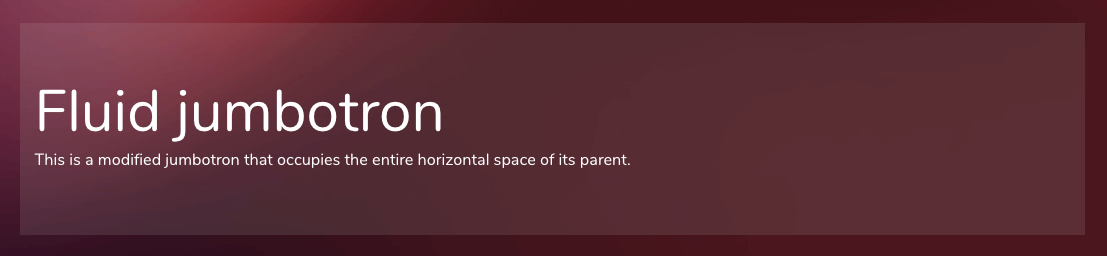 Fluid jumbotron
This is a modified jumbotron that occupies the entire horizontal space of its parent.